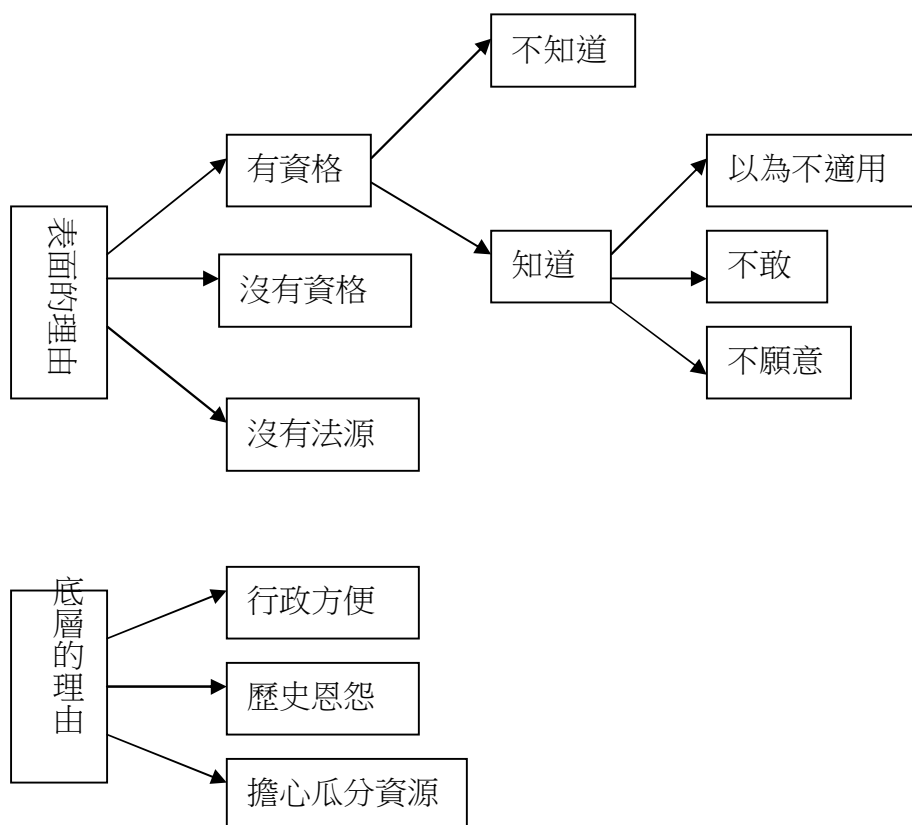 表面的理由
有資格
不知道
知道
以為不適用
不敢
不願意
沒有資格
沒有法源
底層的理由
行政方便
歷史恩怨
擔心瓜分資源